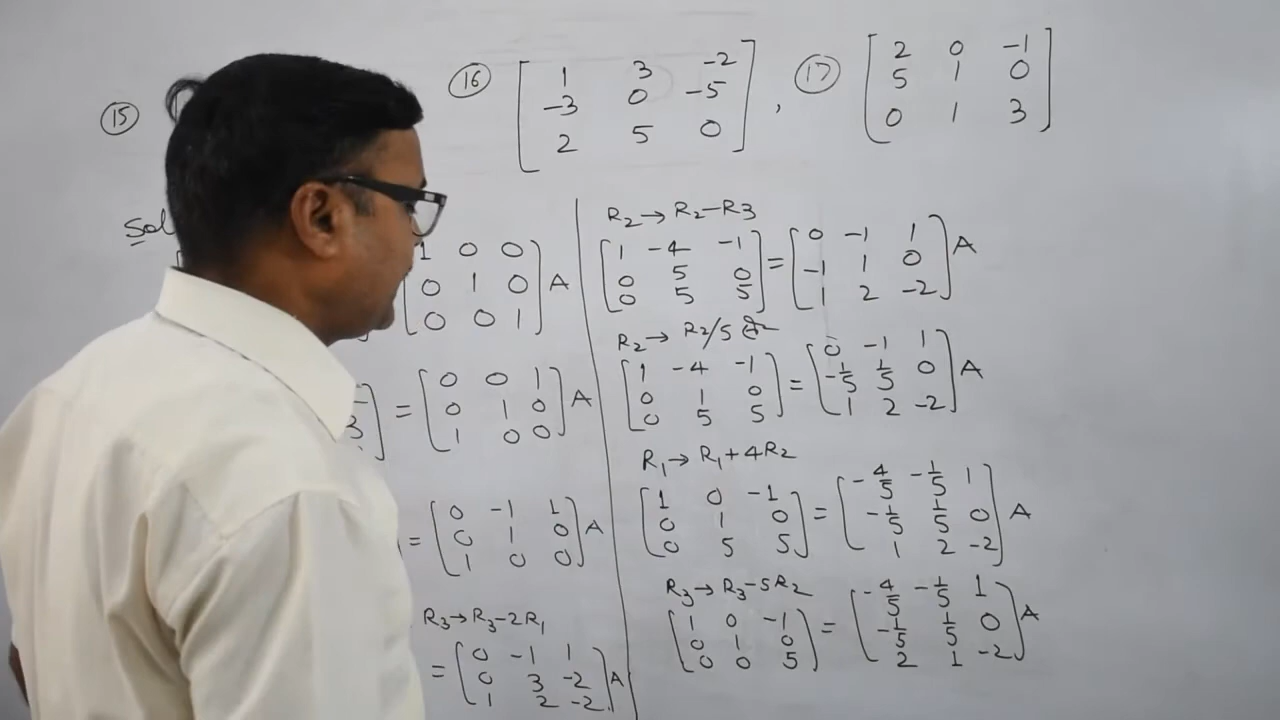 (15) (16) [1 3 -2 , (17) [2 0 -1
-3 0 -5 5 1 0
2 5 0] 0 1 3]
Sol
1 0 0
0 1 0
0 0 1] A
3] = [0 0 1
0 1 0
1 0 0] A
= [0 -1 1
0 1 0
1 0 0] A
R3→R3-2R1
= [0 -1 1
0 3 -2
1 2 -2] A
R2→R2-R3
[1 -4 -1
0 5 0
0 5 5] = [0 -1 1
-1 1 0
1 2 -2] A
R2→ R2/5
[1 -4 -1
0 1 0
0 5 5] = [0 -1 1
-1/5 1/5 0
1 2 -2] A
R1→ R1+4R2
[1 0 -1
0 1 0
0 5 5] = [-4/5 -1/5 1
-1/5 1/5 0
1 2 -2] A
R3→ R3-5R2
[1 0 -1
0 1 0
0 0 5] = [-4/5 -1/5 1
-1/5 1/5 0
2 1 -2] A